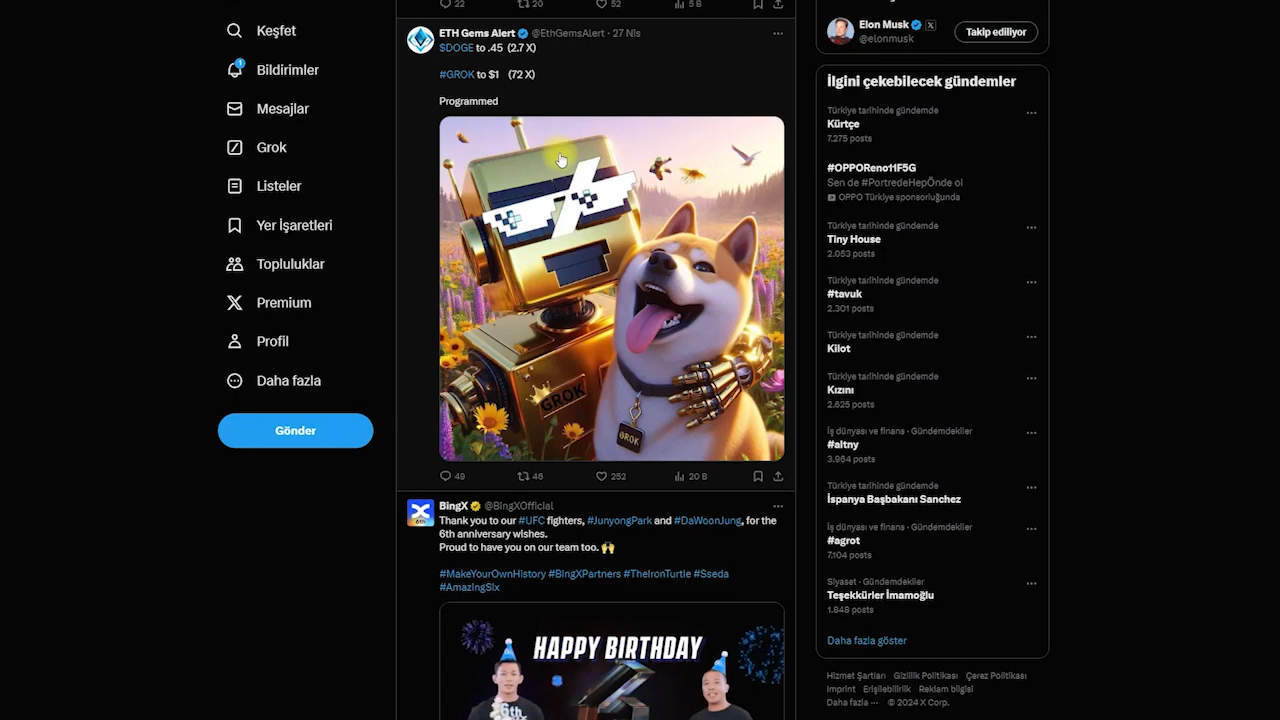 Keşfet
1
Bildirimler
Mesajlar
Grok
Listeler
Yer İşaretleri
Topluluklar
Premium
Profil
Daha fazla
Gönder
22
20
52
5 B
ETH Gems Alert @EthGemsAlert · 27 Nis
$DOGE to .45 (2.7 X)
#GROK to $1 (72 X)
Programmed
GROK
GROK
49
46
252
20 B
BingX @BingXOfficial
Thank you to our #UFC fighters, #JunyongPark and #DaWoonJung, for the
6th anniversary wishes.
Proud to have you on our team too. 🙌
#MakeYourOwnHistory #BingXPartners #TheIronTurtle #Sseda
#AmazingSix
HAPPY BIRTHDAY
6th
Elon Musk
@elonmusk
Takip ediliyor
İlgini çekebilecek gündemler
Türkiye tarihinde gündemde
Kürtçe
7.275 posts
#OPPOReno11F5G
Sen de #PortredeHepÖnde ol
OPPO Türkiye sponsorluğunda
Türkiye tarihinde gündemde
Tiny House
2.053 posts
Türkiye tarihinde gündemde
#tavuk
2.301 posts
Türkiye tarihinde gündemde
Kilot
Türkiye tarihinde gündemde
Kızını
2.625 posts
İş dünyası ve finans · Gündemdekiler
#altny
3.964 posts
Türkiye tarihinde gündemde
İspanya Başbakanı Sanchez
İş dünyası ve finans · Gündemdekiler
#agrot
7.104 posts
Siyaset · Gündemdekiler
Teşekkürler İmamoğlu
1.848 posts
Daha fazla göster
Hizmet Şartları Gizlilik Politikası Çerez Politikası
Imprint Erişilebilirlik Reklam bilgisi
Daha fazla ··· © 2024 X Corp.